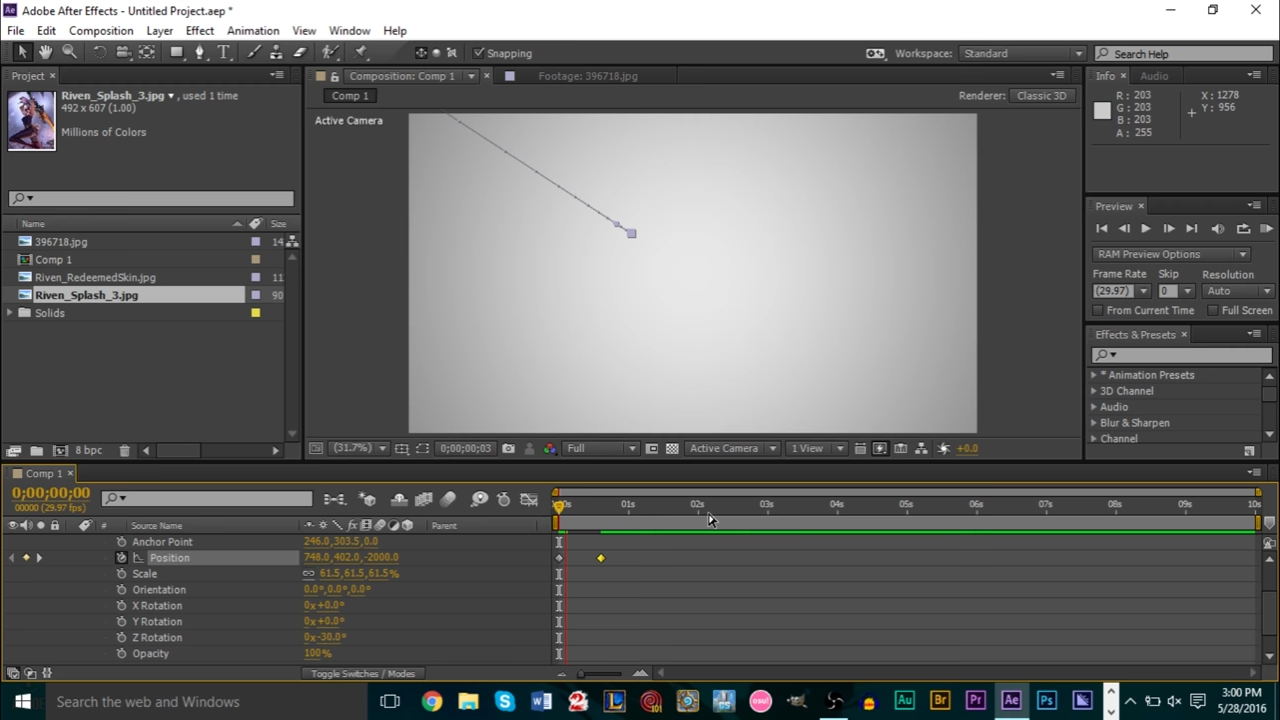 Adobe After Effects - Untitled Project.aep *
File Edit Composition Layer Effect Animation View Window Help
Snapping
Workspace: Standard
Search Help
Project
Riven_Splash_3.jpg, used 1 time
492 x 607 (1.00)
Millions of Colors
Name Size
396718.jpg 14
Comp 1
Riven_RedeemedSkin.jpg 11
Riven_Splash_3.jpg 90
Solids
8 bpc
Composition: Comp 1
Footage: 396718.jpg
Comp 1
Renderer: Classic 3D
Active Camera
(31.7%) 0;00;00;03 Full Active Camera 1 View +0.0
Info Audio
R: 203 X: 1278
G: 203 Y: 956
B: 203
A: 255
Preview
RAM Preview Options
Frame Rate Skip Resolution
(29.97) 0 Auto
From Current Time Full Screen
Effects & Presets
* Animation Presets
3D Channel
Audio
Blur & Sharpen
Channel
Comp 1
0;00;00;00
00000 (29.97 fps)
01s 02s 03s 04s 05s 06s 07s 08s 09s 10s
Source Name Parent
Anchor Point 246.0,303.5,0.0
Position 748.0,402.0,-2000.0
Scale 61.5,61.5,61.5%
Orientation 0.0°,0.0°,0.0°
X Rotation 0x+0.0°
Y Rotation 0x+0.0°
Z Rotation 0x-30.0°
Opacity 100%
Toggle Switches / Modes
Search the web and Windows
101
osu!
Au Br Pr Ae Ps
3:00 PM
5/28/2016